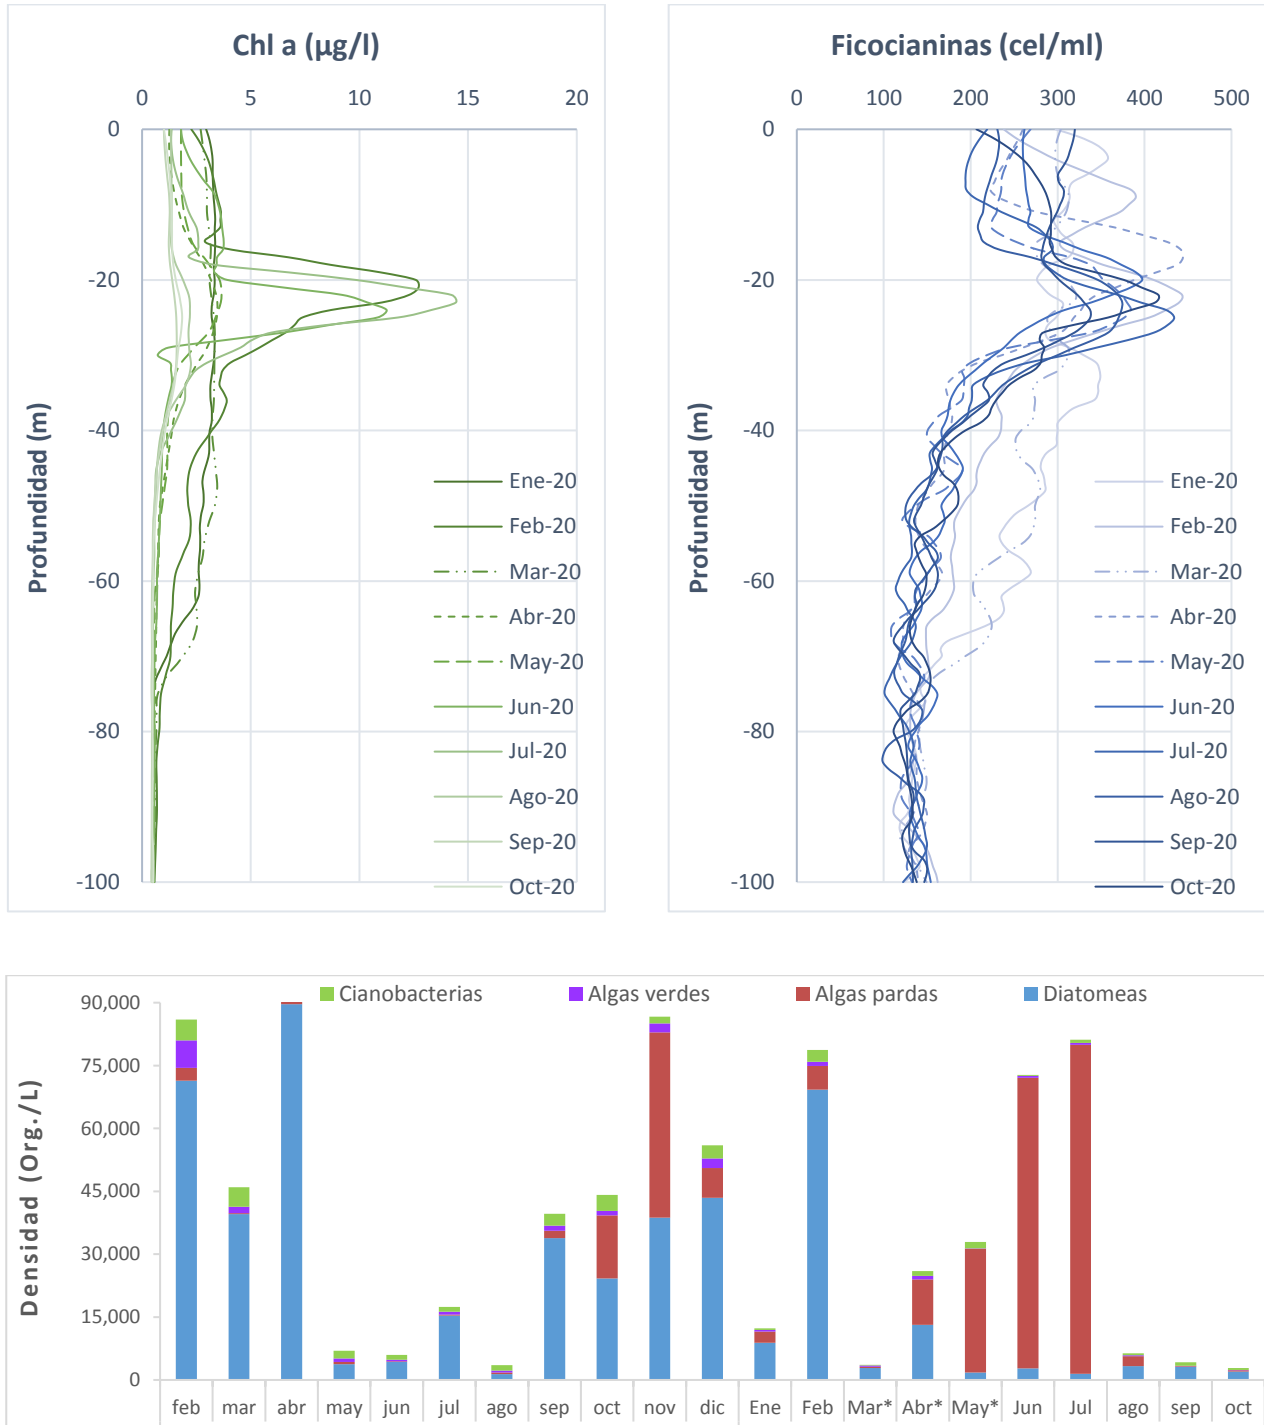 Chl a (µg/l)
0 5 10 15 20
0
-20
-40
-60
-80
-100
Profundidad (m)
Ene-20
Feb-20
Mar-20
Abr-20
May-20
Jun-20
Jul-20
Ago-20
Sep-20
Oct-20
Ficocianinas (cel/ml)
0 100 200 300 400 500
0
-20
-40
-60
-80
-100
Profundidad (m)
Ene-20
Feb-20
Mar-20
Abr-20
May-20
Jun-20
Jul-20
Ago-20
Sep-20
Oct-20
Cianobacterias Algas verdes Algas pardas Diatomeas
90,000
75,000
60,000
45,000
30,000
15,000
0
Densidad (Org./L)
feb mar abr may jun jul ago sep oct nov dic Ene Feb Mar* Abr* May* Jun Jul ago sep oct